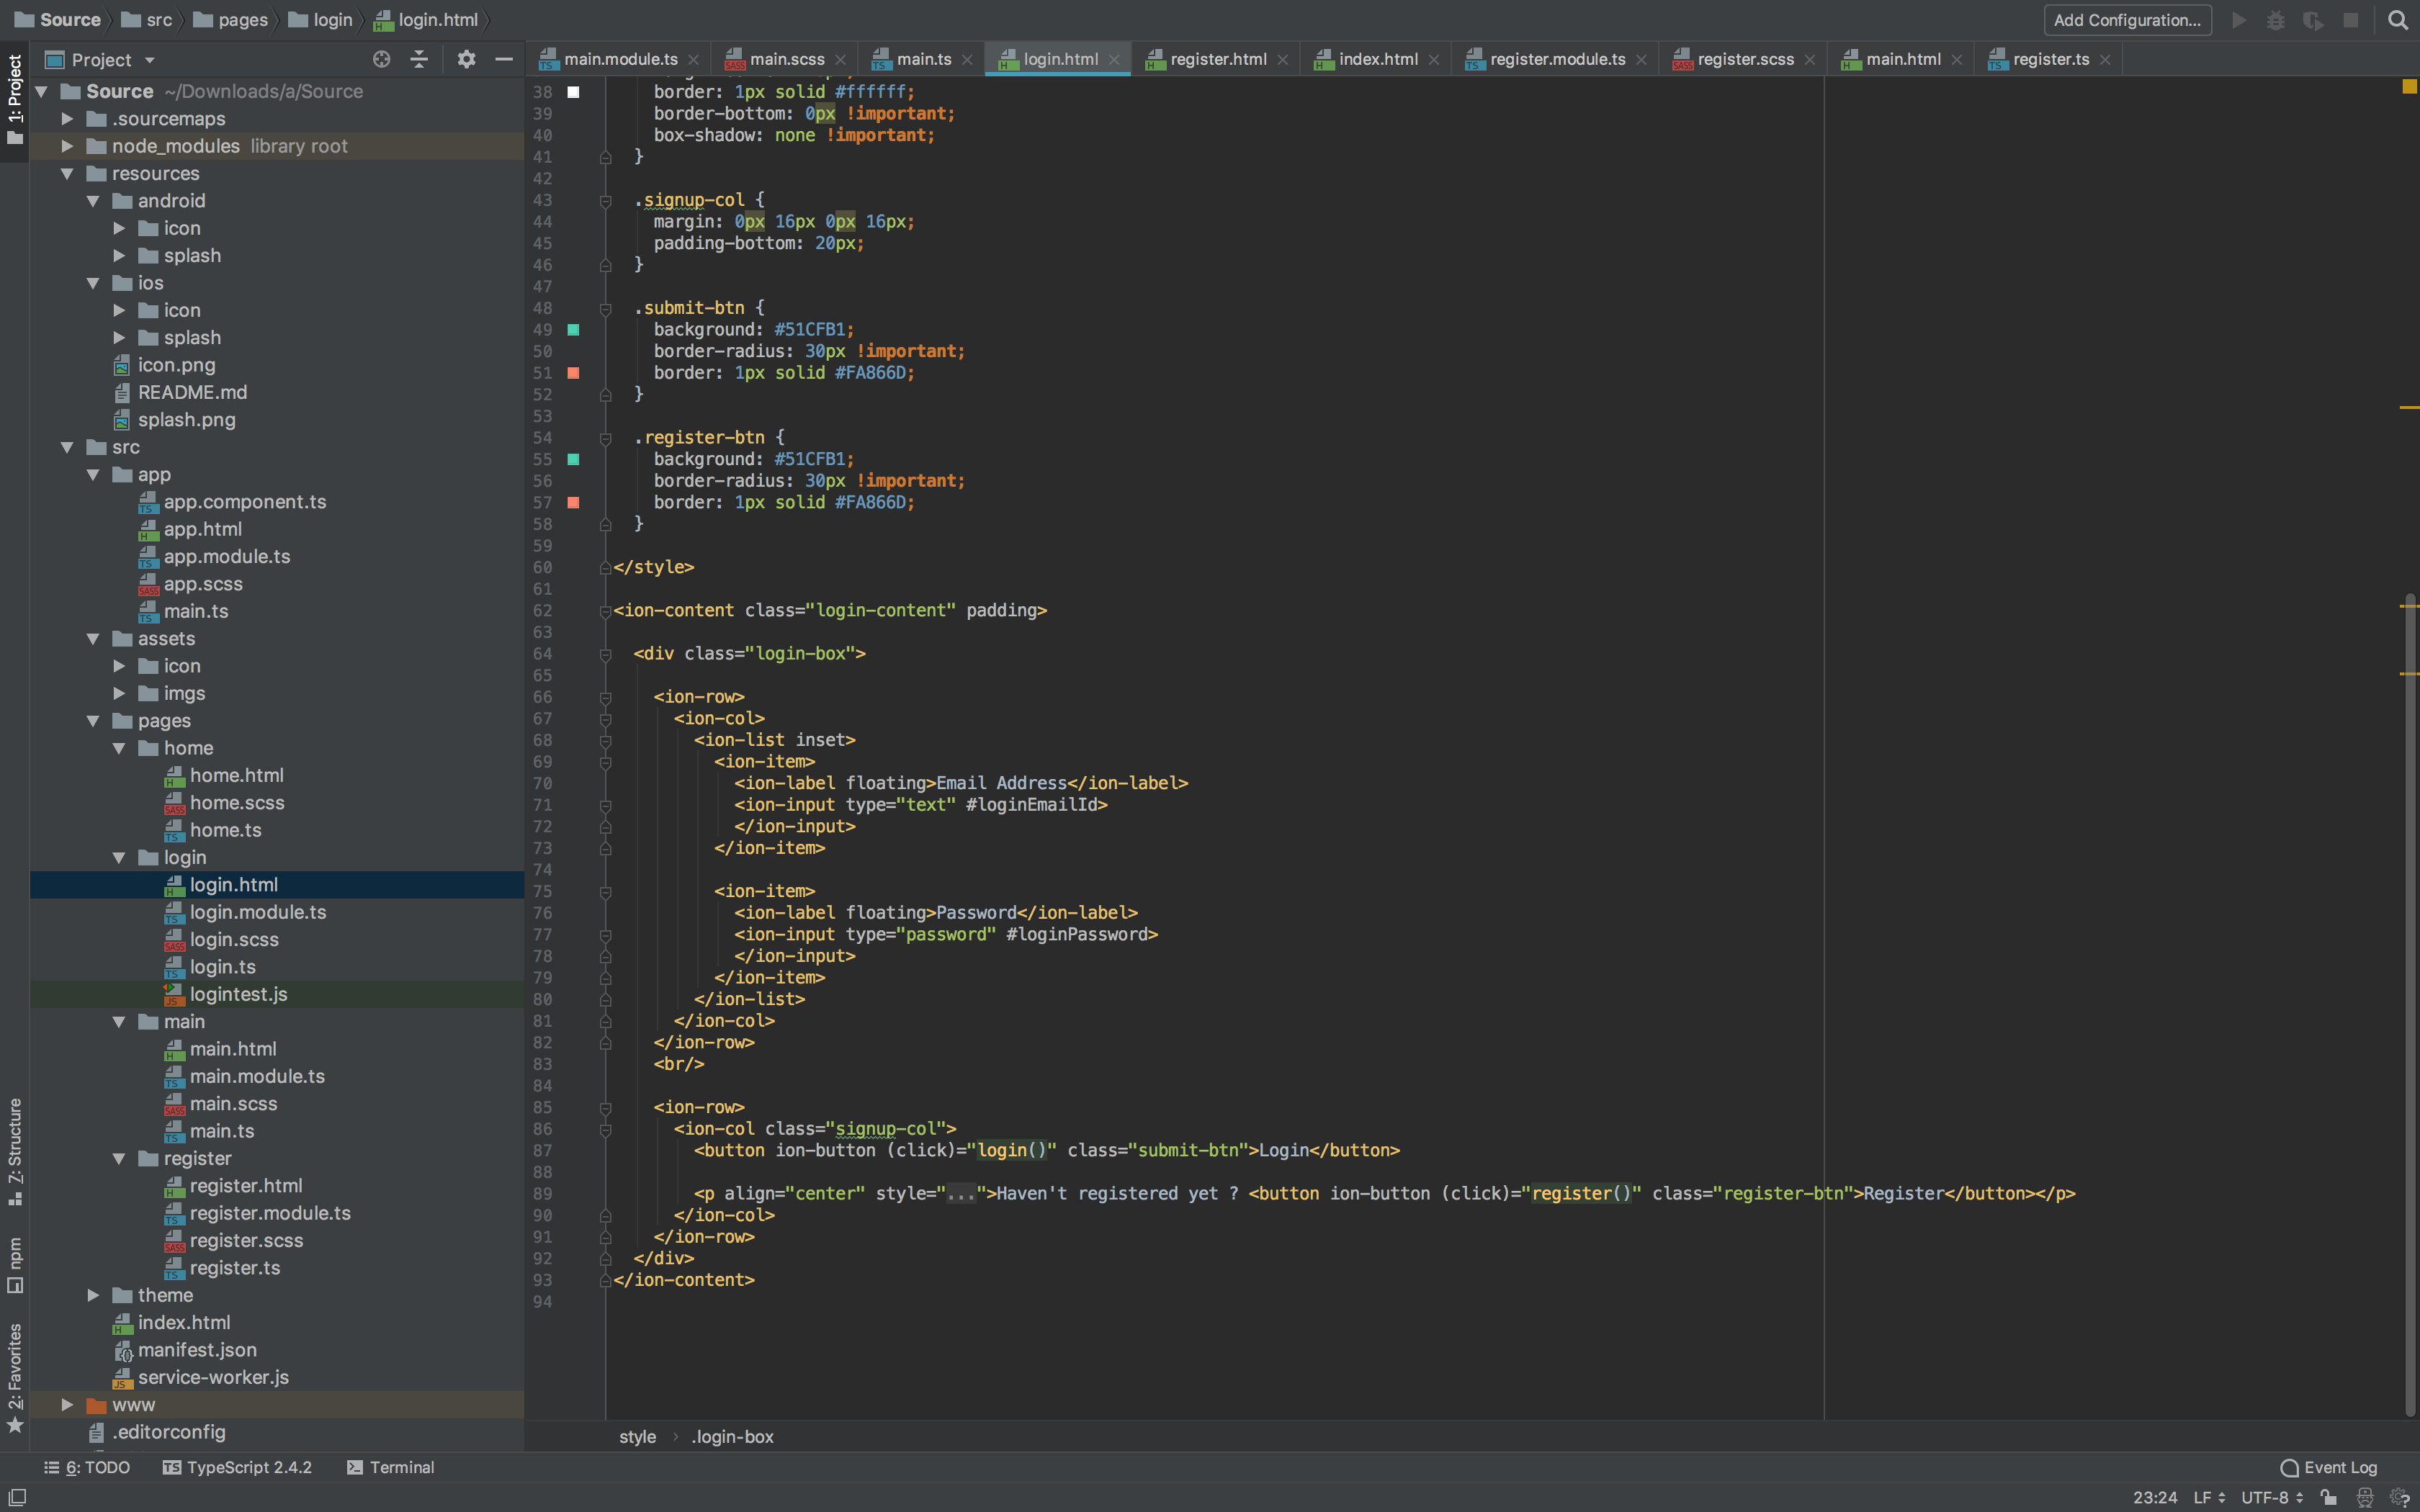 Source src pages login login.html
Add Configuration...
1: Project
Project
main.module.ts main.scss main.ts login.html register.html index.html register.module.ts register.scss main.html register.ts
Source ~/Downloads/a/Source
.sourcemaps
node_modules library root
resources
android
icon
splash
ios
icon
splash
icon.png
README.md
splash.png
src
app
app.component.ts
app.html
app.module.ts
app.scss
main.ts
assets
icon
imgs
pages
home
home.html
home.scss
home.ts
login
login.html
login.module.ts
login.scss
login.ts
logintest.js
main
main.html
main.module.ts
main.scss
main.ts
register
register.html
register.module.ts
register.scss
register.ts
theme
index.html
manifest.json
service-worker.js
www
.editorconfig
7: Structure
npm
2: Favorites
38 border: 1px solid #ffffff;
39 border-bottom: 0px !important;
40 box-shadow: none !important;
41 }
42
43 .signup-col {
44 margin: 0px 16px 0px 16px;
45 padding-bottom: 20px;
46 }
47
48 .submit-btn {
49 background: #51CFB1;
50 border-radius: 30px !important;
51 border: 1px solid #FA866D;
52 }
53
54 .register-btn {
55 background: #51CFB1;
56 border-radius: 30px !important;
57 border: 1px solid #FA866D;
58 }
59
60 </style>
61
62 <ion-content class="login-content" padding>
63
64 <div class="login-box">
65
66 <ion-row>
67 <ion-col>
68 <ion-list inset>
69 <ion-item>
70 <ion-label floating>Email Address</ion-label>
71 <ion-input type="text" #loginEmailId>
72 </ion-input>
73 </ion-item>
74
75 <ion-item>
76 <ion-label floating>Password</ion-label>
77 <ion-input type="password" #loginPassword>
78 </ion-input>
79 </ion-item>
80 </ion-list>
81 </ion-col>
82 </ion-row>
83 <br/>
84
85 <ion-row>
86 <ion-col class="signup-col">
87 <button ion-button (click)="login()" class="submit-btn">Login</button>
88
89 <p align="center" style="...">Haven't registered yet ? <button ion-button (click)="register()" class="register-btn">Register</button></p>
90 </ion-col>
91 </ion-row>
92 </div>
93 </ion-content>
94
style .login-box
6: TODO TypeScript 2.4.2 Terminal Event Log
23:24 LF UTF-8